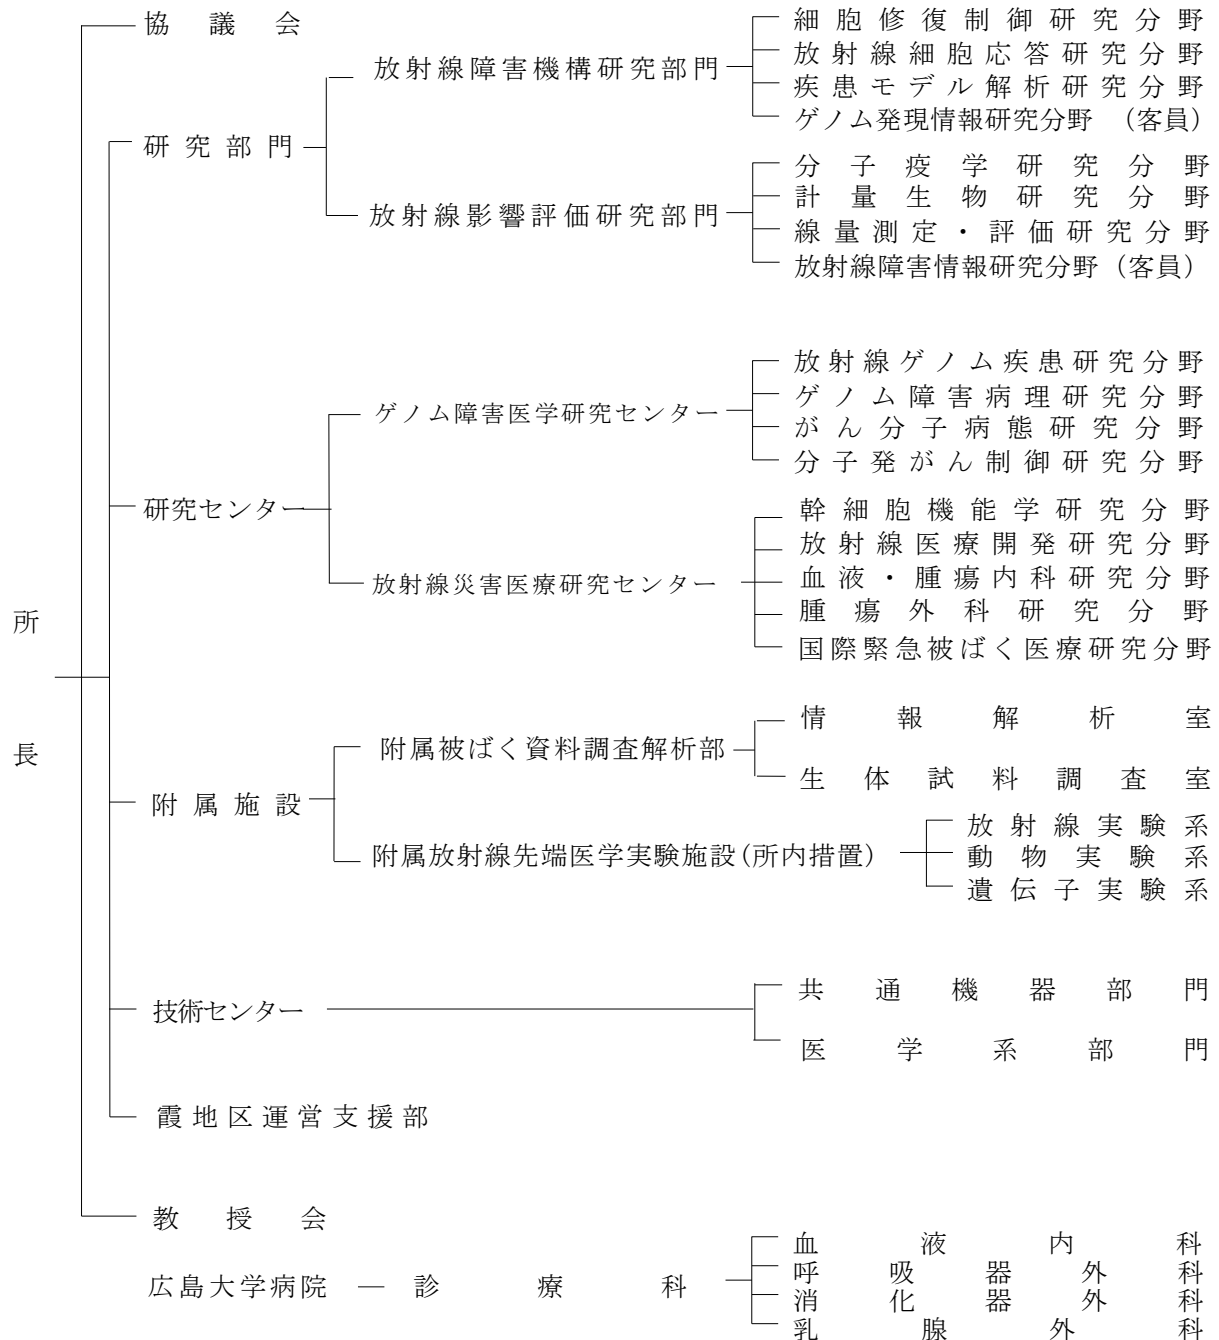 協議会
細胞修復制御研究分野
放射線細胞応答研究分野
放射線障害機構研究部門
疾患モデル解析研究分野
ゲノム発現情報研究分野 (客員)
研究部門
分子疫学研究分野
計量生物研究分野
放射線影響評価研究部門
線量測定・評価研究分野
放射線障害情報研究分野 (客員)
放射線ゲノム疾患研究分野
ゲノム障害病理研究分野
ゲノム障害医学研究センター
がん分子病態研究分野
分子発がん制御研究分野
研究センター
幹細胞機能学研究分野
放射線医療開発研究分野
放射線災害医療研究センター
血液・腫瘍内科研究分野
腫瘍外科研究分野
国際緊急被ばく医療研究分野
所長
情報解析室
附属被ばく資料調査解析部
生体試料調査室
附属施設
放射線実験系
附属放射線先端医学実験施設(所内措置)
動物実験系
遺伝子実験系
共通機器部門
技術センター
医学系部門
霞地区運営支援部
教授会
血液内科
呼吸器外科
広島大学病院 ― 診療科
消化器外科
乳腺外科